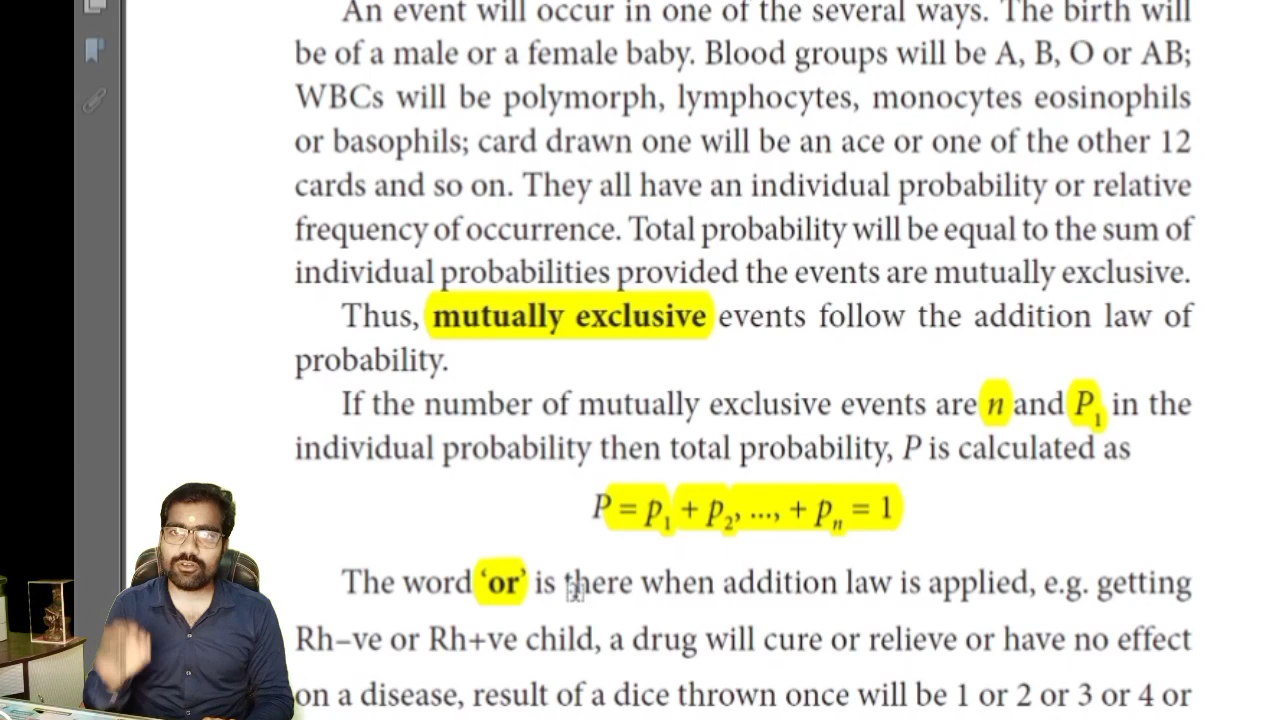 An event will occur in one of the several ways. The birth will
be of a male or a female baby. Blood groups will be A, B, O or AB;
WBCs will be polymorph, lymphocytes, monocytes eosinophils
or basophils; card drawn one will be an ace or one of the other 12
cards and so on. They all have an individual probability or relative
frequency of occurrence. Total probability will be equal to the sum of
individual probabilities provided the events are mutually exclusive.
Thus, mutually exclusive events follow the addition law of
probability.
If the number of mutually exclusive events are n and P₁ in the
individual probability then total probability, P is calculated as
P = p₁ + p₂, ..., + pₙ = 1
The word ‘or’ is there when addition law is applied, e.g. getting
Rh–ve or Rh+ve child, a drug will cure or relieve or have no effect
on a disease, result of a dice thrown once will be 1 or 2 or 3 or 4 or